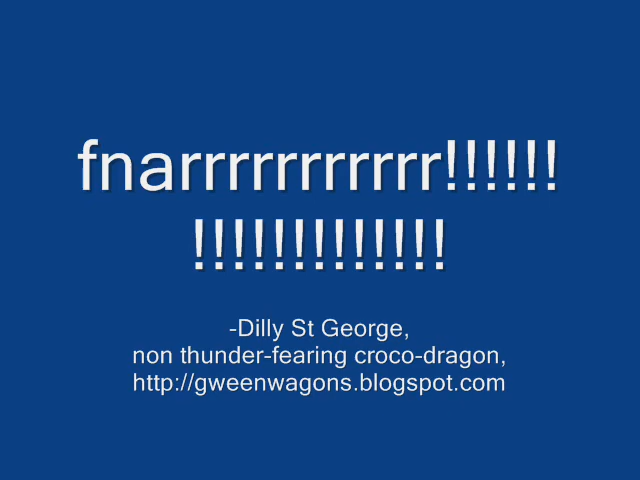 fnarrrrrrrrrrr!!!!!!
!!!!!!!!!!!!!
-Dilly St George,
non thunder-fearing croco-dragon,
http://gweenwagons.blogspot.com